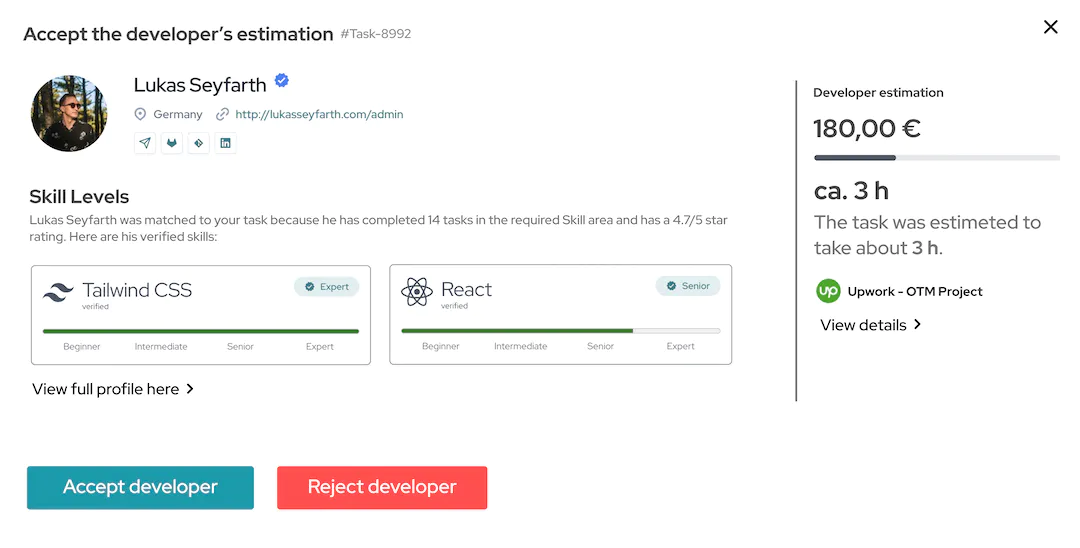 Accept the developer’s estimation #Task-8992
Lukas Seyfarth
Germany http://lukasseyfarth.com/admin
Skill Levels
Lukas Seyfarth was matched to your task because he has completed 14 tasks in the required Skill area and has a 4.7/5 star
rating. Here are his verified skills:
Tailwind CSS
verified
Expert
Beginner Intermediate Senior Expert
React
verified
Senior
Beginner Intermediate Senior Expert
View full profile here
Developer estimation
180,00 €
ca. 3 h
The task was estimeted to
take about 3 h.
up Upwork - OTM Project
View details
Accept developer
Reject developer